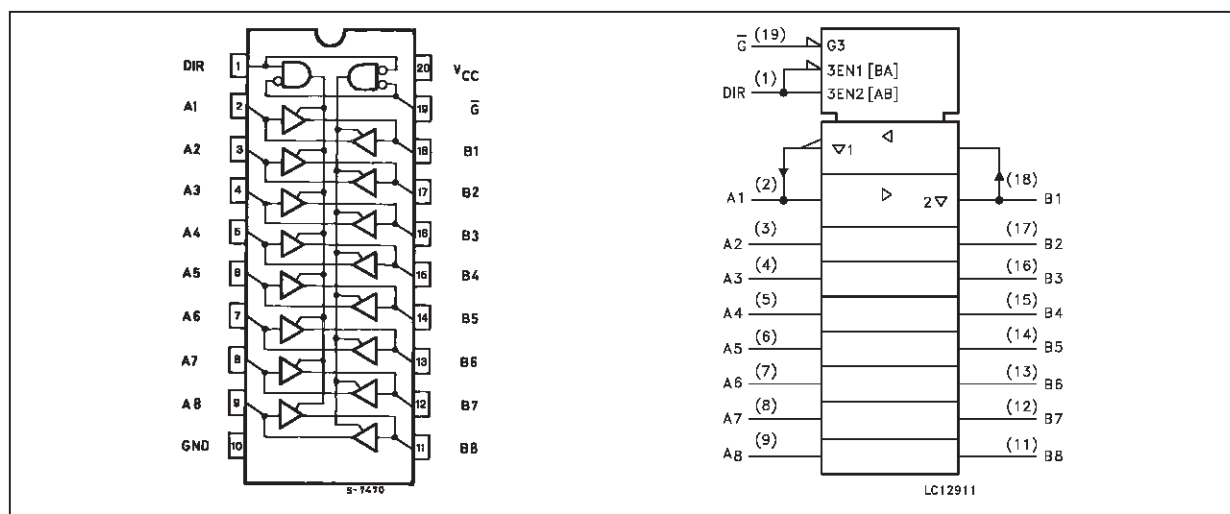 DIR 1 20 VCC
A1 2 19 G̅
A2 3 18 B1
A3 4 17 B2
A4 5 16 B3
A5 6 15 B4
A6 7 14 B5
A7 8 13 B6
A8 9 12 B7
GND 10 11 B8
S-7470
G̅ (19) G3
3EN1 [BA]
DIR (1) 3EN2 [AB]
1
A1 (2) 2 (18) B1
A2 (3) (17) B2
A3 (4) (16) B3
A4 (5) (15) B4
A5 (6) (14) B5
A6 (7) (13) B6
A7 (8) (12) B7
A8 (9) (11) B8
LC12911